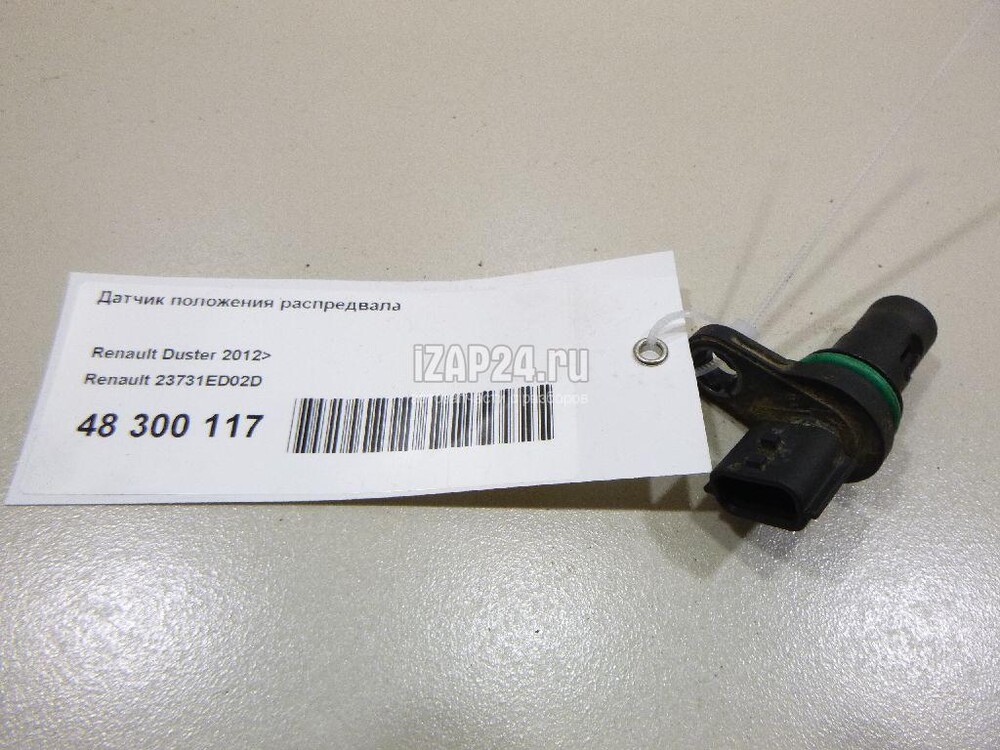 Датчик положения распредвала
Renault Duster 2012>
Renault 23731ED02D
48 300 117
iZAP24.ru